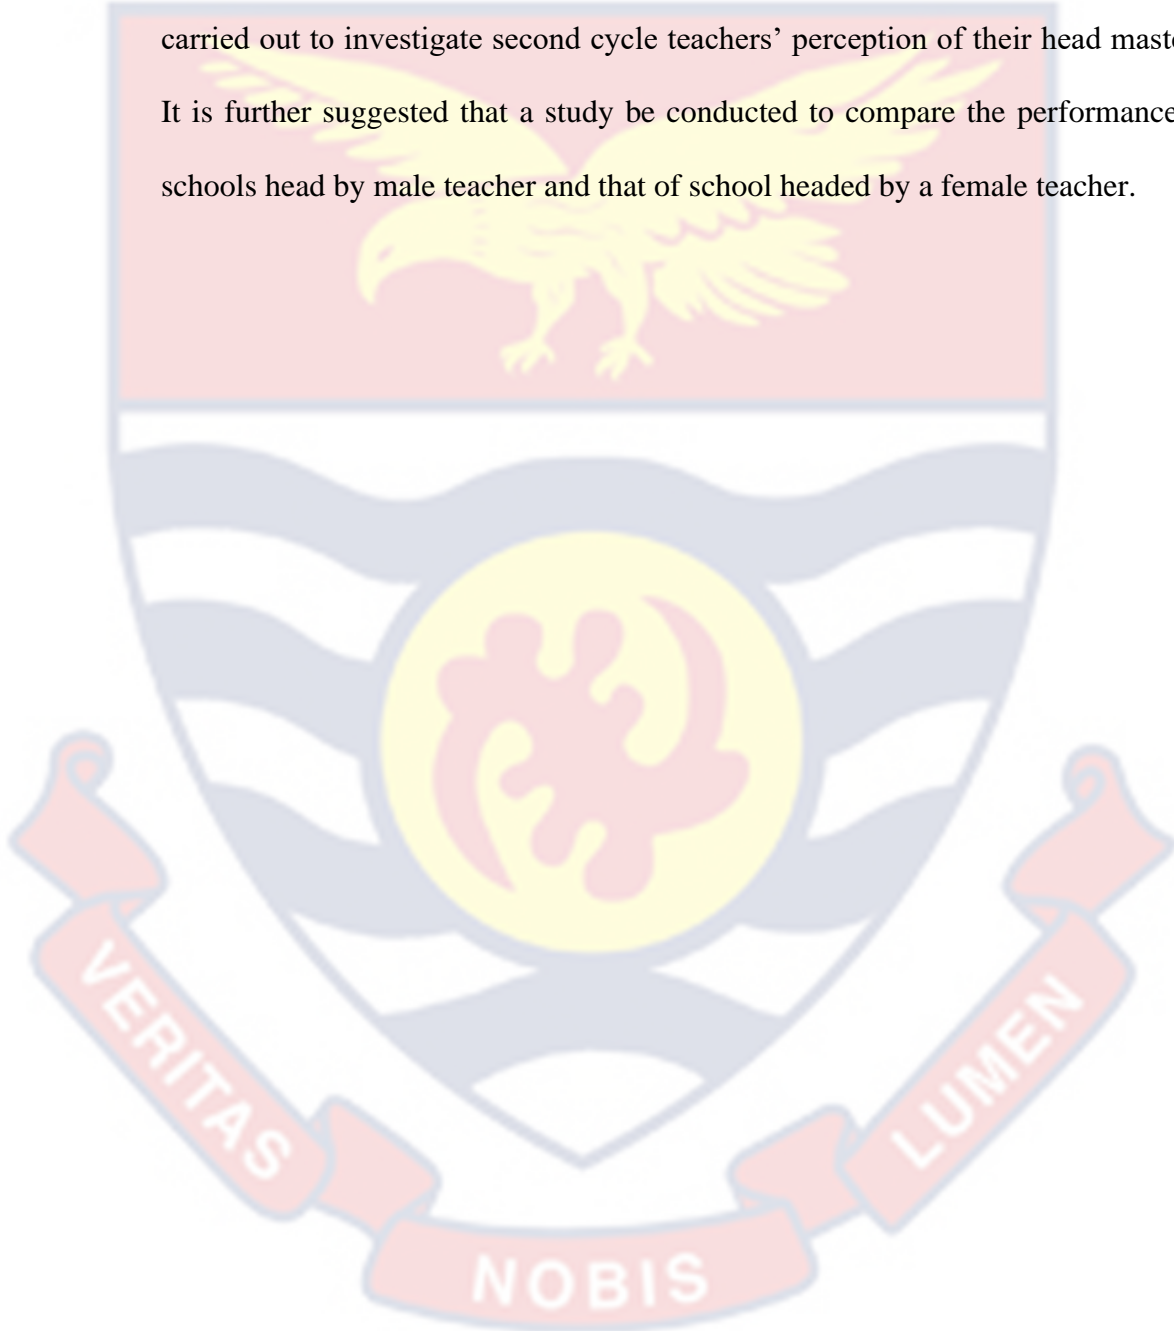 carried out to investigate second cycle teachers’ perception of their head
It is further suggested that a study be conducted to compare the performance
schools head by male teacher and that of school headed by a female teacher.
VERITAS
NOBIS
LUMEN